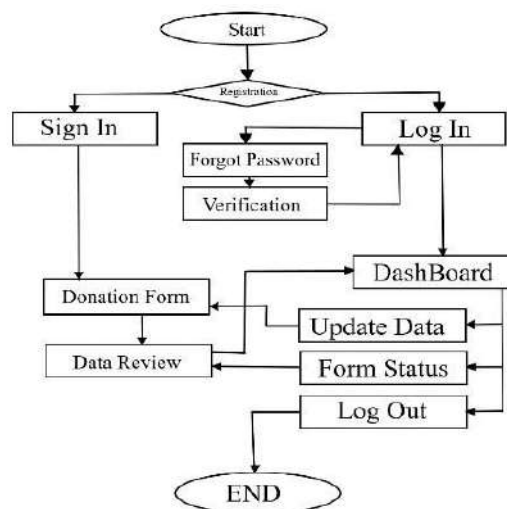 Start
Registration
Sign In
Log In
Forgot Password
Verification
DashBoard
Donation Form
Update Data
Data Review
Form Status
Log Out
END